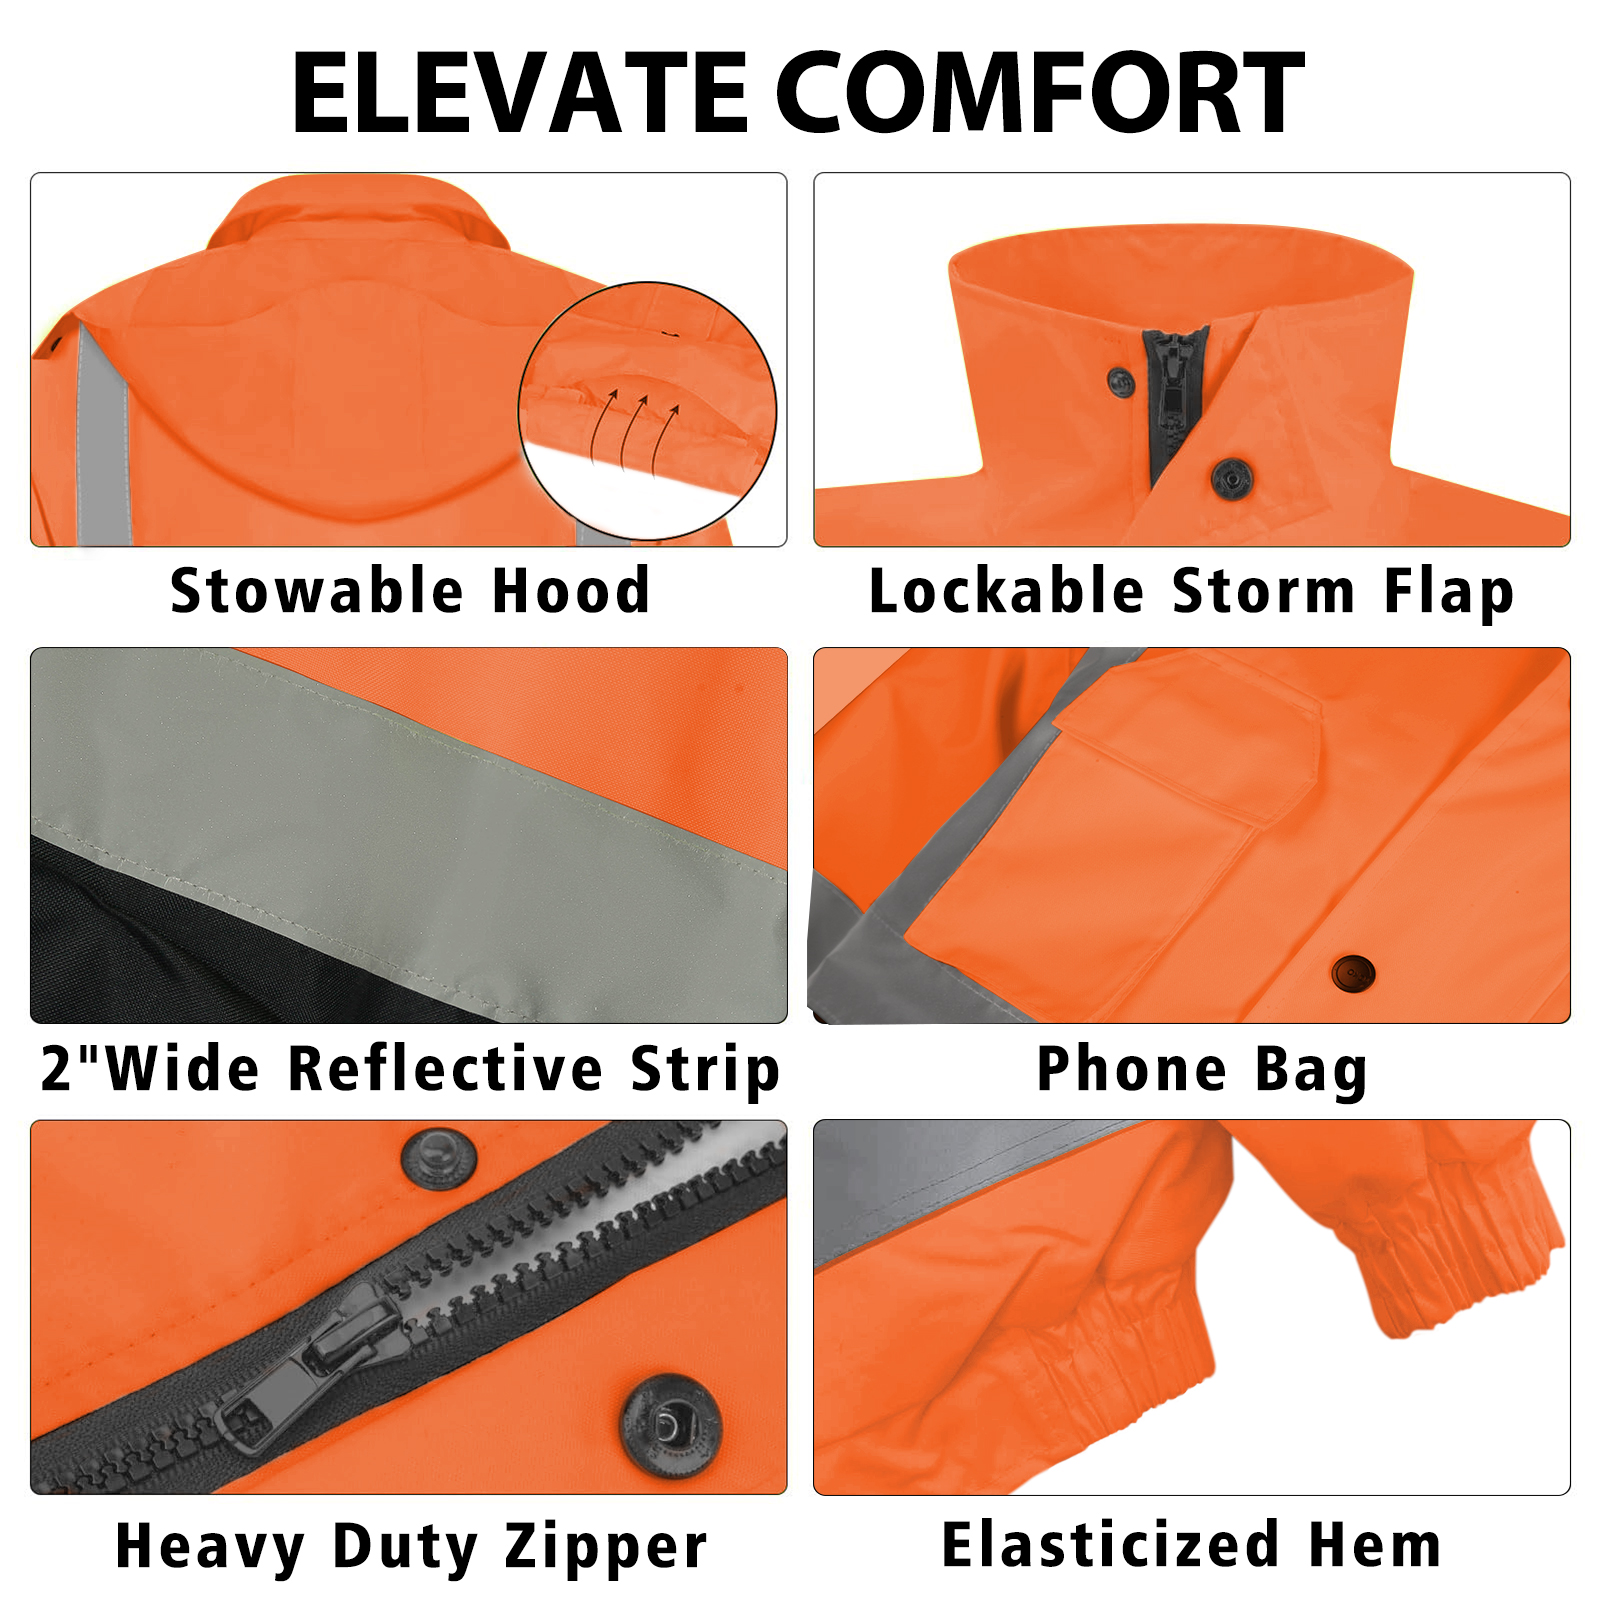 ELEVATE COMFORT
Stowable Hood
Lockable Storm Flap
2"Wide Reflective Strip
Phone Bag
Heavy Duty Zipper
Elasticized Hem